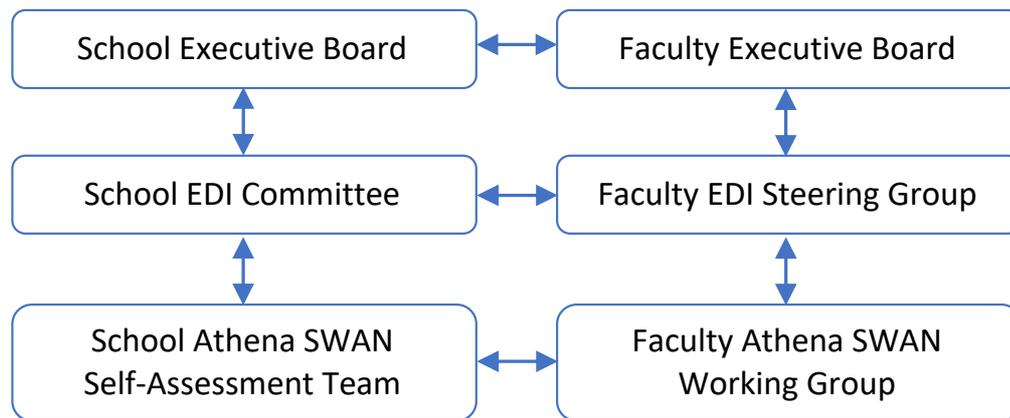 School Executive Board
Faculty Executive Board
School EDI Committee
Faculty EDI Steering Group
School Athena SWAN
Self-Assessment Team
Faculty Athena SWAN
Working Group